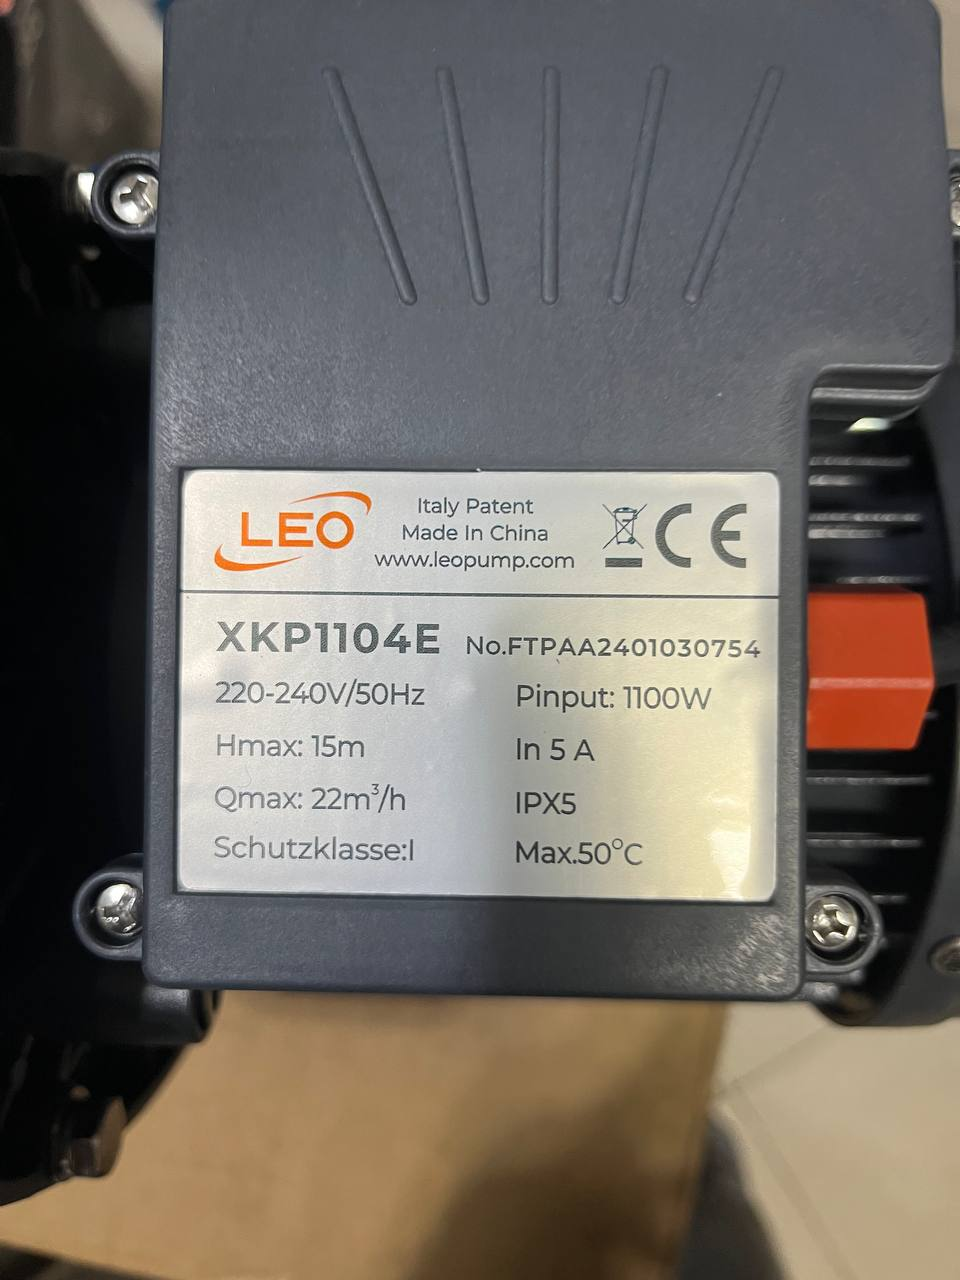 LEO
Italy Patent
Made In China
www.leopump.com
CE
XKP1104E No.FTPAA2401030754
220-240V/50Hz Pinput: 1100W
Hmax: 15m In 5 A
Qmax: 22m³/h IPX5
Schutzklasse:I Max.50°C